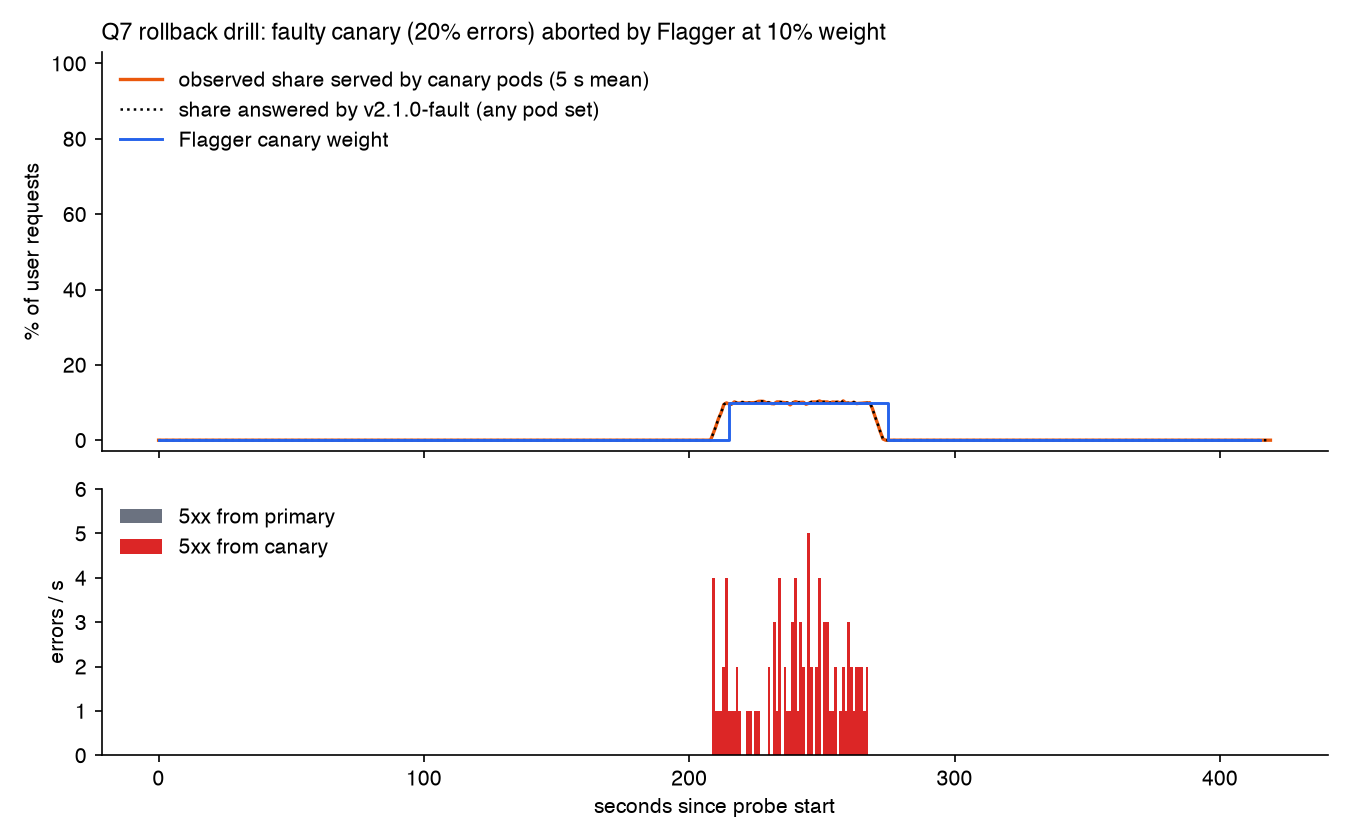 Q7 rollback drill: faulty canary (20% errors) aborted by Flagger at 10% weight
100
80
60
40
20
0
% of user requests
observed share served by canary pods (5 s mean)
share answered by v2.1.0-fault (any pod set)
Flagger canary weight
6
5
4
3
2
1
0
errors / s
5xx from primary
5xx from canary
0
100
200
300
400
seconds since probe start